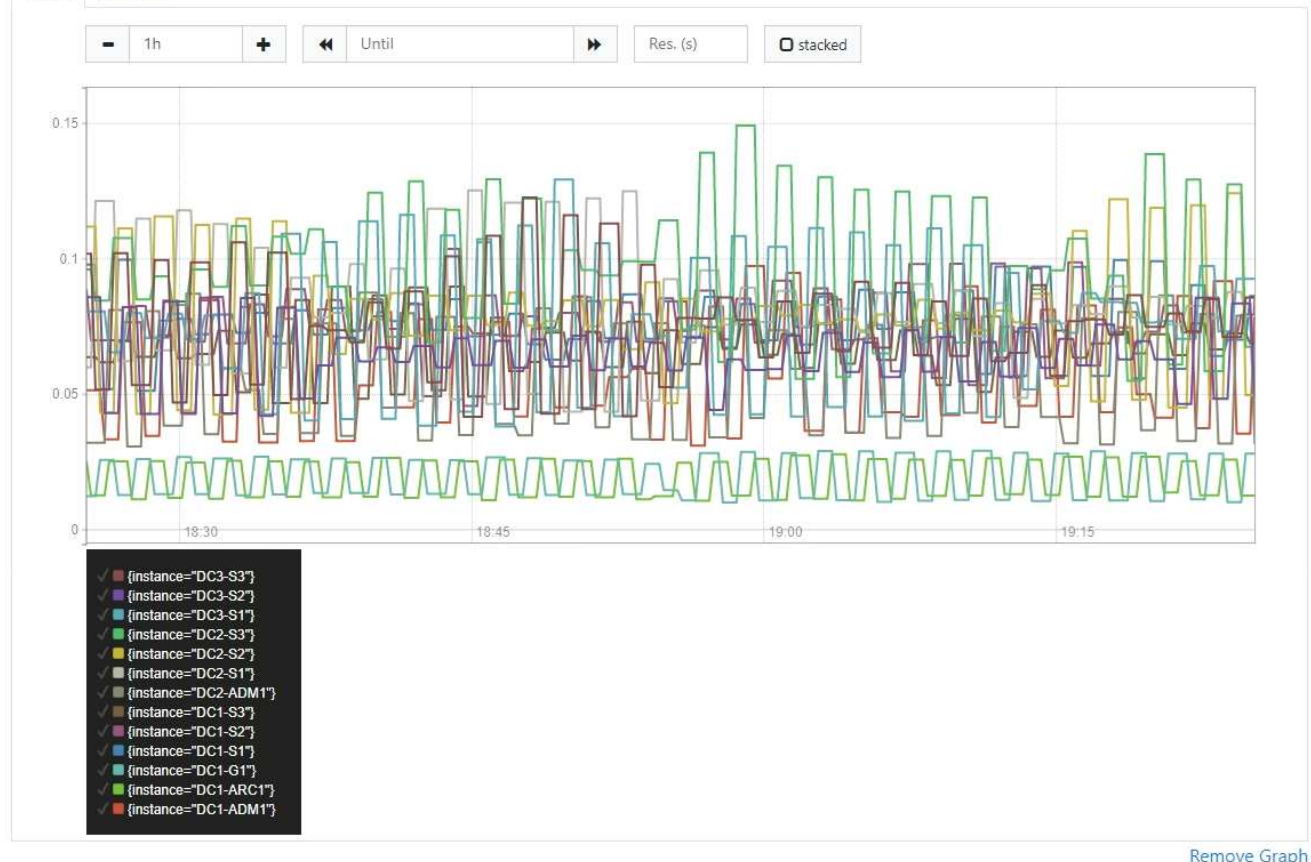 1h Until Res. (s) stacked
0.15
0.1
0.05
0
18:30 18:45 19:00 19:15
{instance="DC3-S3"}
{instance="DC3-S2"}
{instance="DC3-S1"}
{instance="DC2-S3"}
{instance="DC2-S2"}
{instance="DC2-S1"}
{instance="DC2-ADM1"}
{instance="DC1-S3"}
{instance="DC1-S2"}
{instance="DC1-S1"}
{instance="DC1-G1"}
{instance="DC1-ARC1"}
{instance="DC1-ADM1"}
Remove Graph